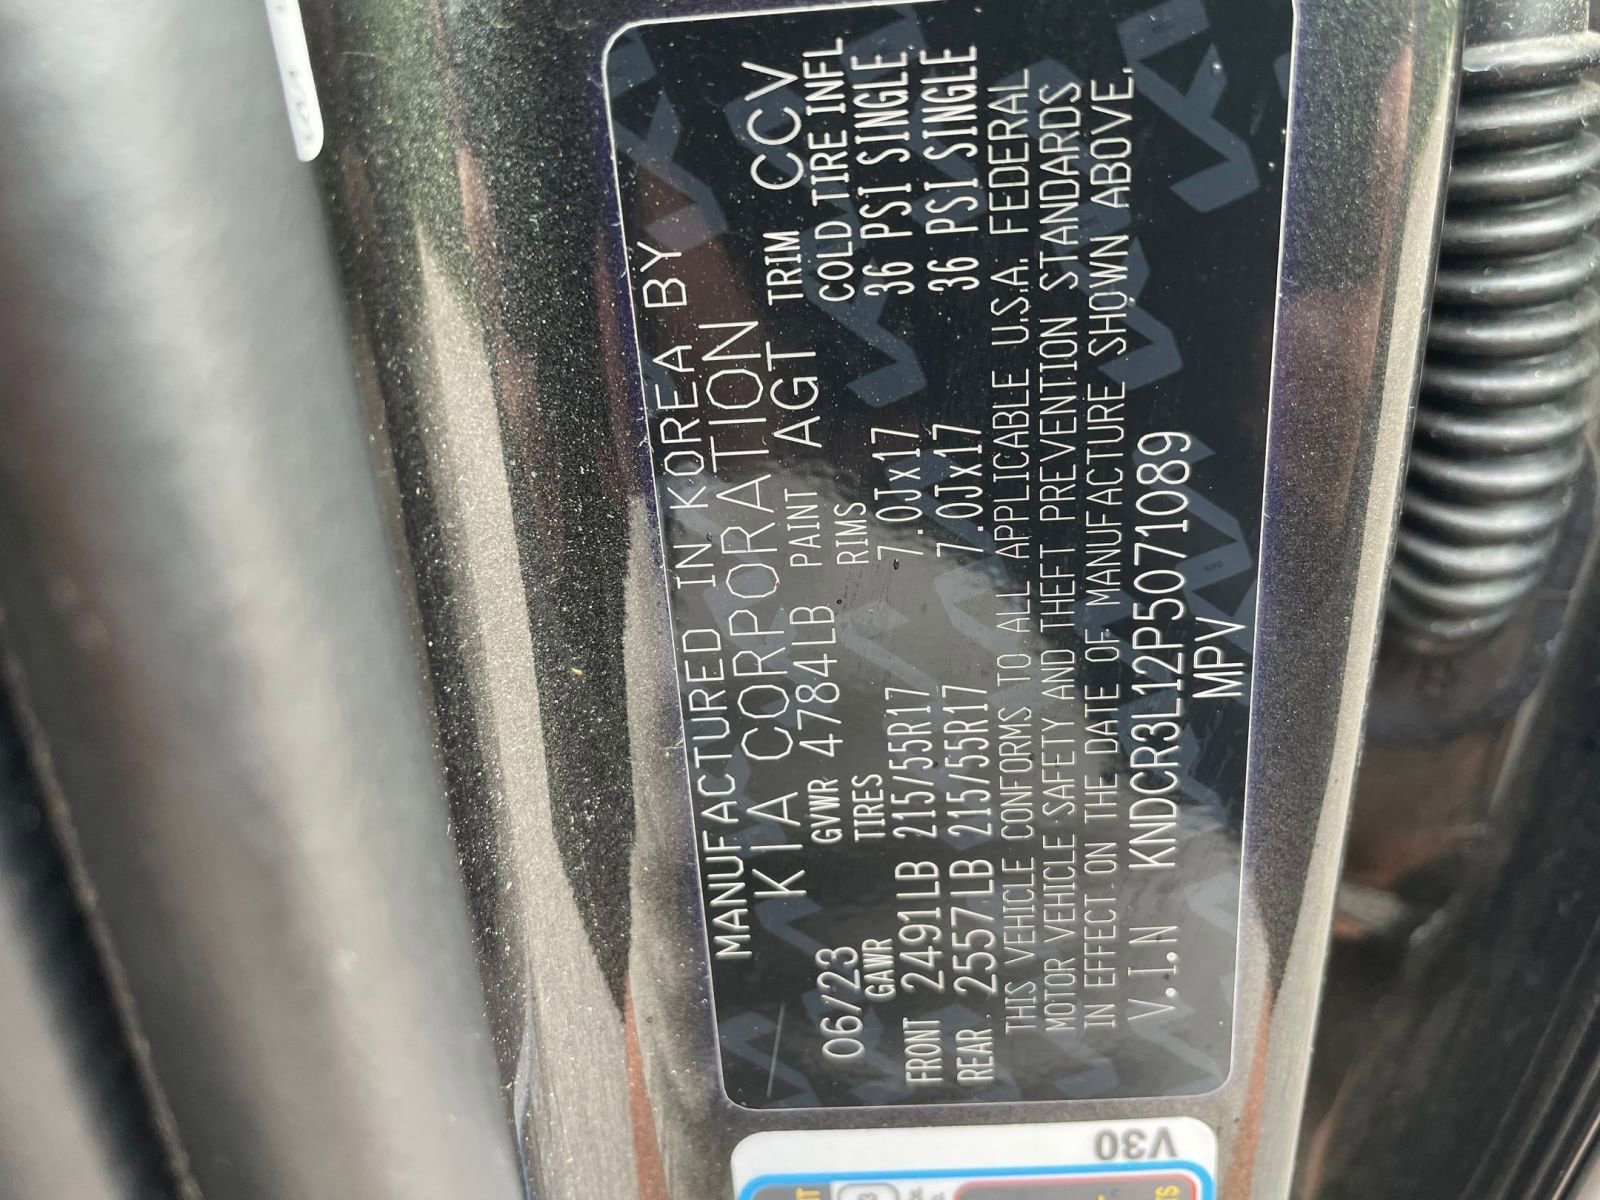 MANUFACTURED IN KOREA BY
KIA CORPORATION
06/23 GVWR 4784LB PAINT AGT TRIM CCV
GAWR TIRES RIMS COLD TIRE INFL
FRONT 2491LB 215/55R17 7.0Jx17 36 PSI SINGLE
REAR 2557LB 215/55R17 7.0Jx17 36 PSI SINGLE
THIS VEHICLE CONFORMS TO ALL APPLICABLE U.S.A. FEDERAL
MOTOR VEHICLE SAFETY AND THEFT PREVENTION STANDARDS
IN EFFECT ON THE DATE OF MANUFACTURE SHOWN ABOVE.
V.I.N KNDCR3L12P5071089
MPV
V30